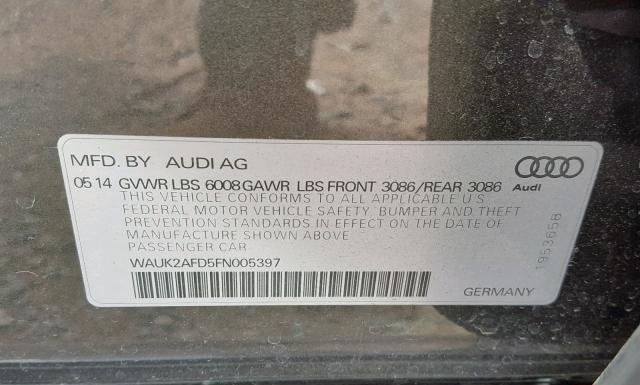 MFD. BY AUDI AG
05 14 GVWR LBS 6008 GAWR LBS FRONT 3086/REAR 3086
Audi
THIS VEHICLE CONFORMS TO ALL APPLICABLE U S
FEDERAL MOTOR VEHICLE SAFETY, BUMPER AND THEFT
PREVENTION STANDARDS IN EFFECT ON THE DATE OF
MANUFACTURE SHOWN ABOVE
PASSENGER CAR
WAUK2AFD5FN005397
GERMANY
1953658